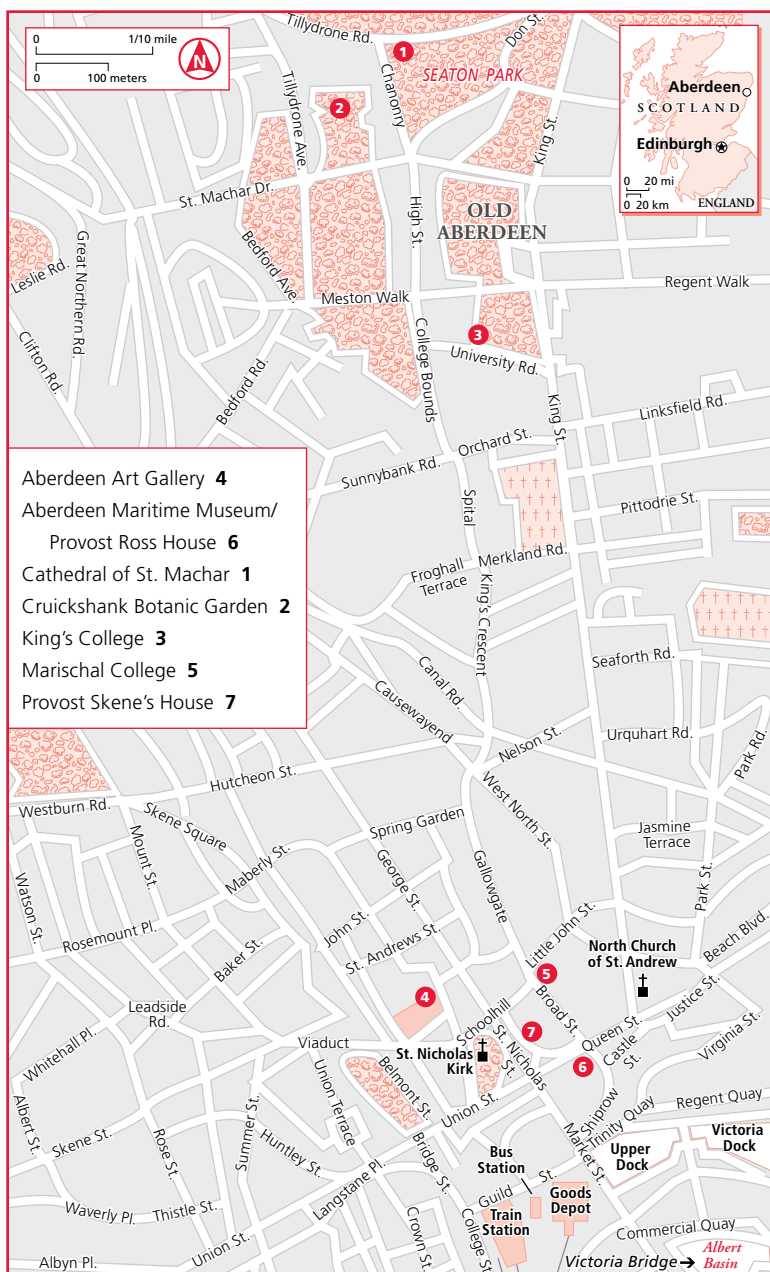 0 1/10 mile
0 100 meters
N
Tillydrone Rd.
1
Don St.
SEATON PARK
Chanonry
Tillydrone Ave.
2
King St.
Aberdeen
SCOTLAND
Edinburgh
0 20 mi
0 20 km
ENGLAND
St. Machar Dr.
High St.
OLD
ABERDEEN
Great Northern Rd.
Leslie Rd.
Bedford Ave.
Meston Walk
Regent Walk
Clifton Rd.
3
University Rd.
College Bounds
Bedford Rd.
King St.
Linksfield Rd.
Orchard St.
Sunnybank Rd.
Aberdeen Art Gallery 4
Aberdeen Maritime Museum/
Provost Ross House 6
Cathedral of St. Machar 1
Cruickshank Botanic Garden 2
King's College 3
Marischal College 5
Provost Skene's House 7
Spital
Pittodrie St.
Merkland Rd.
Froghall
Terrace
King's Crescent
Seaforth Rd.
Canal Rd.
Causewayend
Nelson St.
Urquhart Rd.
Park Rd.
Hutcheon St.
Westburn Rd.
Skene Square
West North St.
Mount St.
Spring Garden
Jasmine
Terrace
Maberly St.
George St.
Gallowgate
Park St.
Watson St.
Rosemount Pl.
John St.
Little John St.
Baker St.
St. Andrews St.
North Church
of St. Andrew
Beach Blvd.
5
4
Broad St.
Justice St.
Leadside
Rd.
Schoolhill
7
Queen St.
Castle
St.
Virginia St.
Whitehall Pl.
Viaduct
St. Nicholas
Kirk
St. Nicholas
St.
6
Union Terrace
Belmont St.
Union St.
Shiprow
Trinity Quay
Regent Quay
Albert St.
Skene St.
Rose St.
Summer St.
Huntley St.
Bridge St.
Market St.
Upper
Dock
Victoria
Dock
Bus
Station
Langstane Pl.
Guild St.
Goods
Depot
Waverly Pl.
Thistle St.
Train
Station
Crown St.
College St.
Commercial Quay
Albyn Pl.
Union St.
Victoria Bridge
Albert
Basin